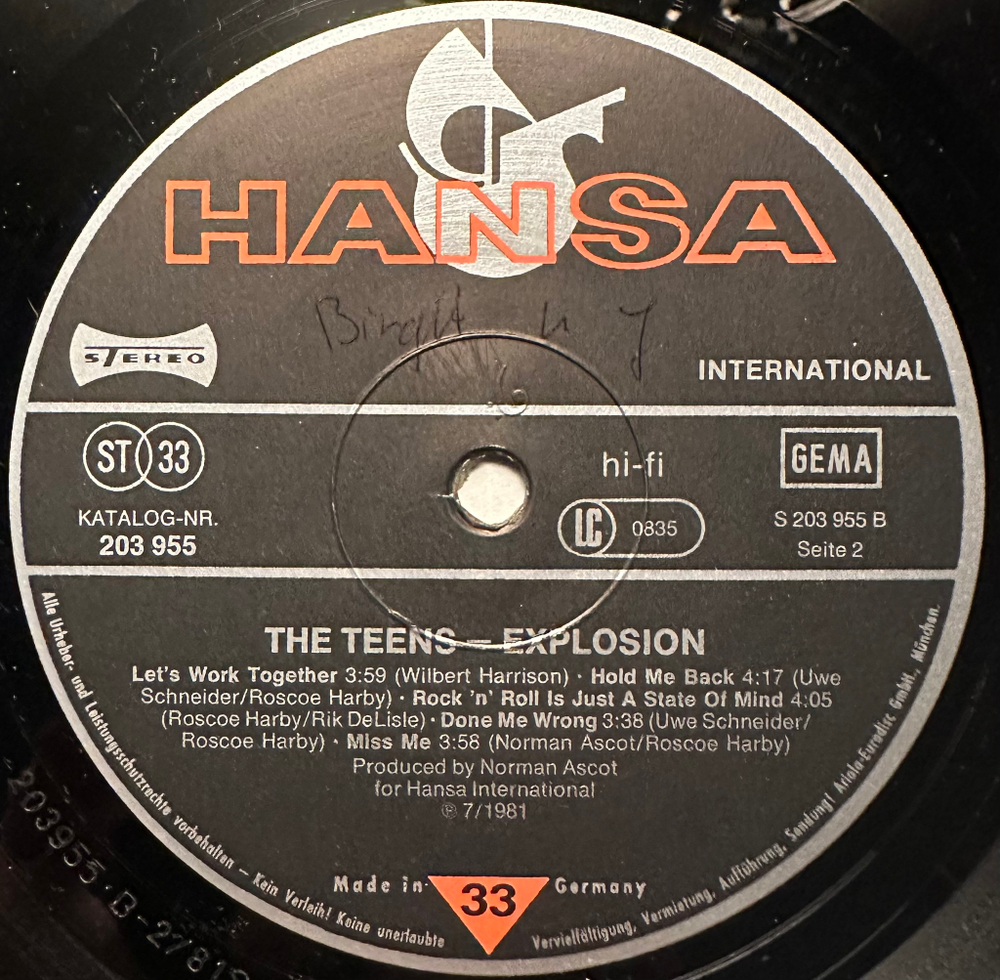 HANSA
Birgit
STEREO
INTERNATIONAL
ST 33
hi-fi
GEMA
KATALOG-NR.
203 955
LC 0835
S 203 955 B
Seite 2
THE TEENS – EXPLOSION
Let's Work Together 3:59 (Wilbert Harrison) · Hold Me Back 4:17 (Uwe
Schneider/Roscoe Harby) · Rock 'n' Roll Is Just A State Of Mind 4:05
(Roscoe Harby/Rik DeLisle) · Done Me Wrong 3:38 (Uwe Schneider/
Roscoe Harby) · Miss Me 3:58 (Norman Ascot/Roscoe Harby)
Produced by Norman Ascot
for Hansa International
℗ 7/1981
Made in Germany
33
Alle Urheber- und Leistungsschutzrechte vorbehalten – Kein Verleih! Keine unerlaubte Vervielfältigung, Vermietung, Aufführung, Sendung! Ariola-Eurodisc GmbH., München.
203955·B-27/81